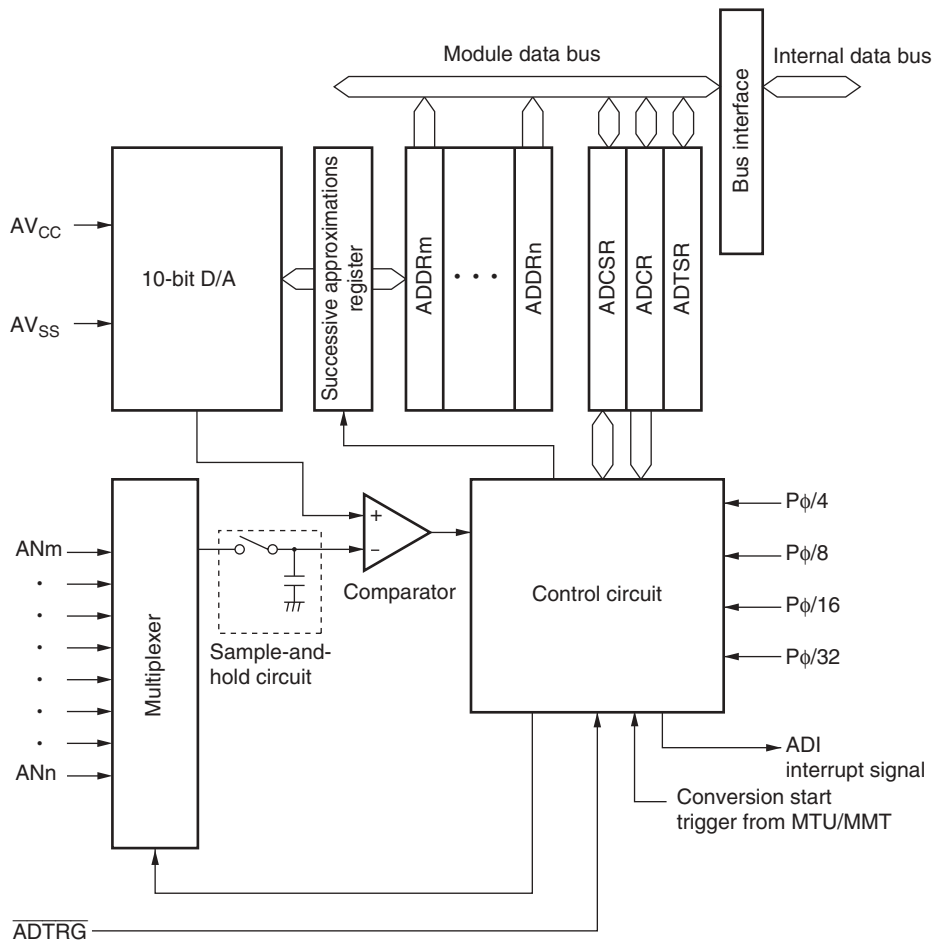 Module data bus
Internal data bus
Bus interface
AVCC
AVSS
10-bit D/A
Successive approximations
register
ADDRm
• • •
ADDRn
ADCSR
ADCR
ADTSR
ANm
•
•
•
•
•
•
ANn
Multiplexer
Sample-and-
hold circuit
+
−
Comparator
Control circuit
Pϕ/4
Pϕ/8
Pϕ/16
Pϕ/32
ADI
interrupt signal
Conversion start
trigger from MTU/MMT
ADTRG